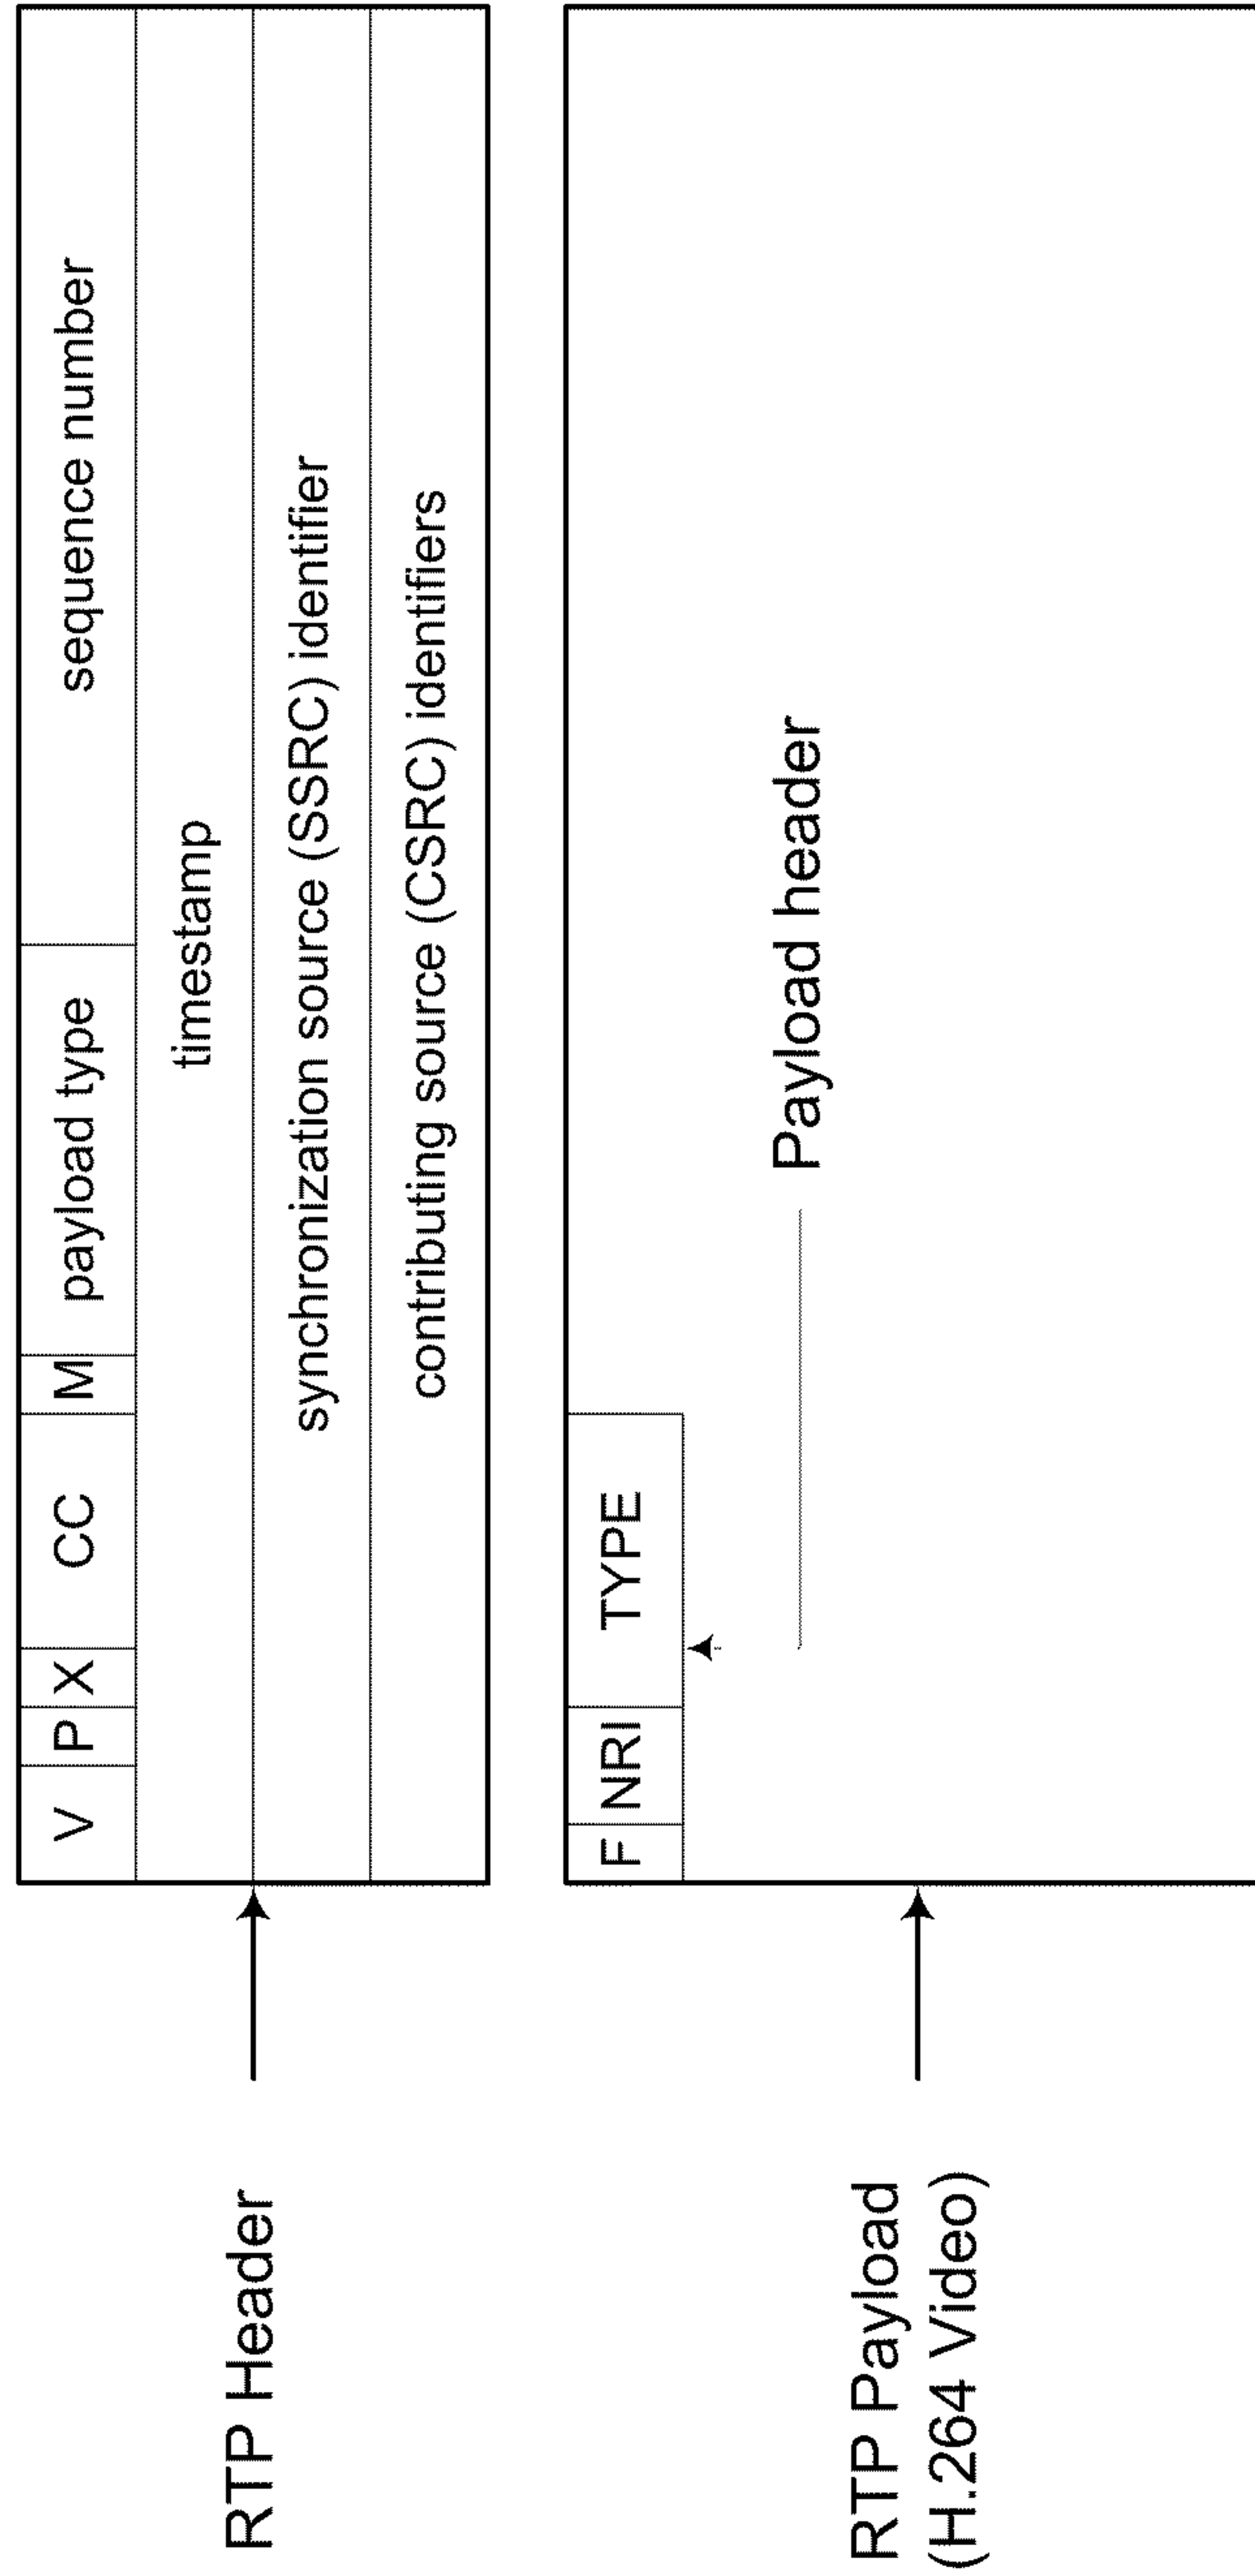 V P X CC M payload type sequence number
timestamp
synchronization source (SSRC) identifier
contributing source (CSRC) identifiers
RTP Header
F NRI TYPE
Payload header
RTP Payload
(H.264 Video)